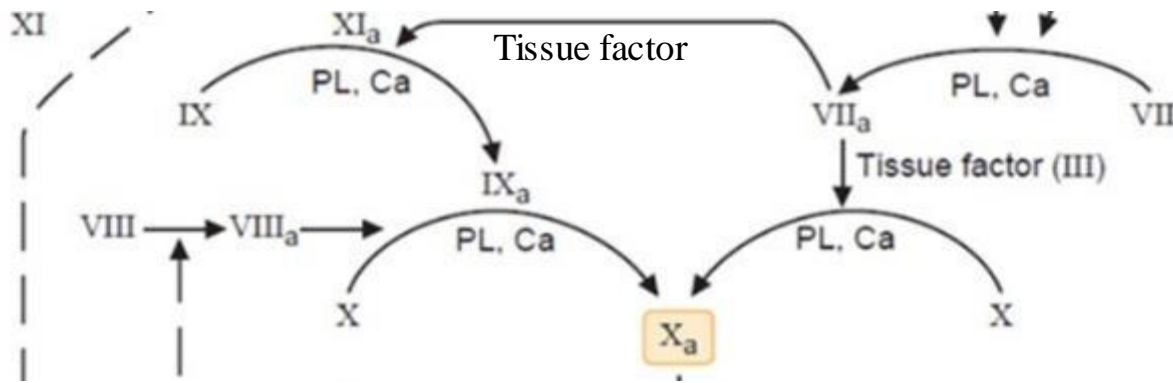 XI
XIa
Tissue factor
PL, Ca
PL, Ca
IX
VIIa
VII
Tissue factor (III)
IXa
VIII
VIIIa
PL, Ca
PL, Ca
X
X
Xa